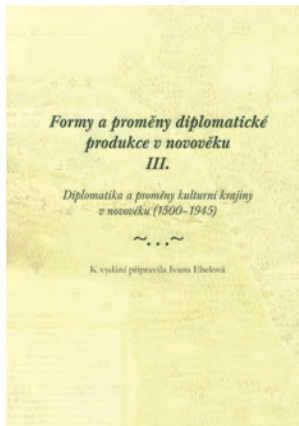 Formy a proměny diplomatické
produkce v novověku
III.
Diplomatika a proměny kulturní krajiny
v novověku (1500–1945)
~...~
K vydání připravila Ivana Ebelová